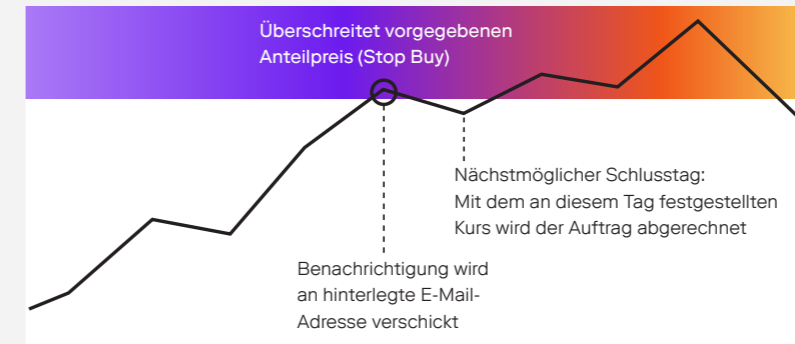 Überschreitet vorgegebenen
Anteilpreis (Stop Buy)
Nächstmöglicher Schlusstag:
Mit dem an diesem Tag festgestellten
Kurs wird der Auftrag abgerechnet
Benachrichtigung wird
an hinterlegte E-Mail-
Adresse verschickt